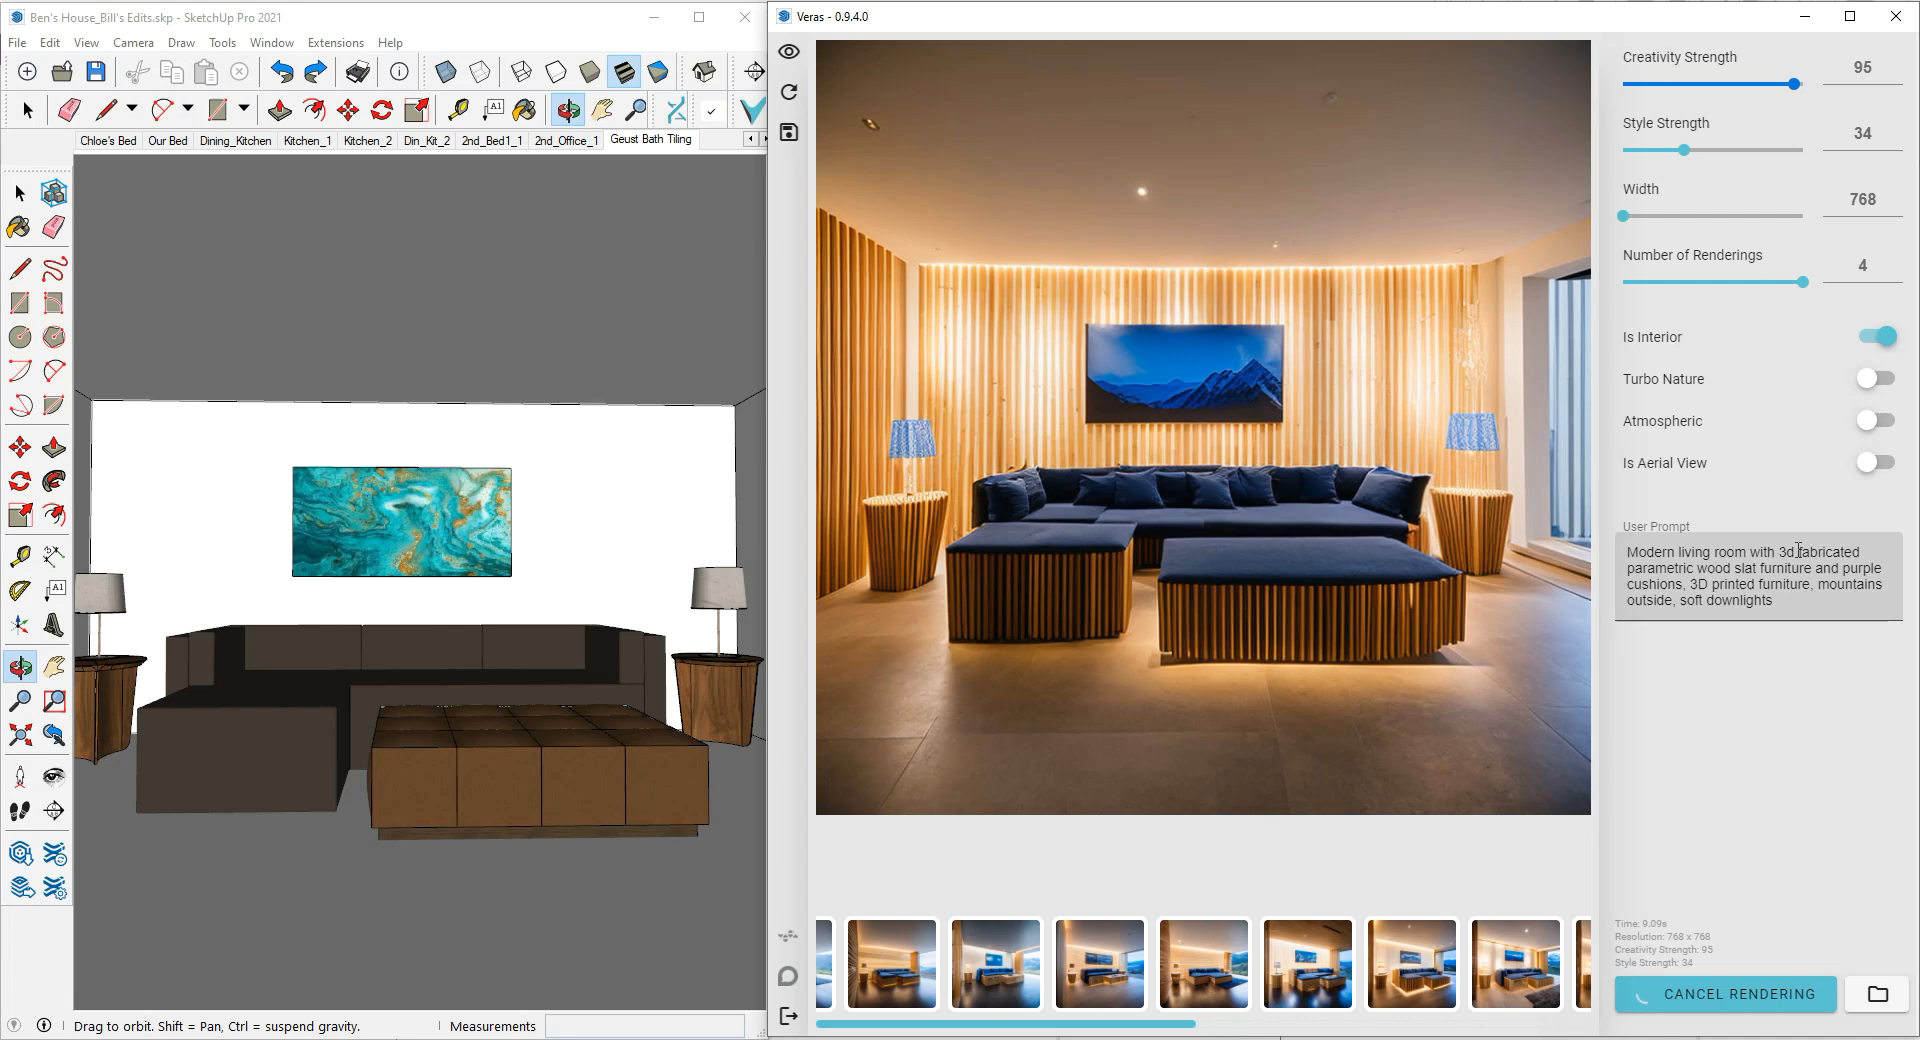 Ben's House_Bill's Edits.skp - SketchUp Pro 2021
File Edit View Camera Draw Tools Window Extensions Help
A1
Chloe's Bed Our Bed Dining_Kitchen Kitchen_1 Kitchen_2 Din_Kit_2 2nd_Bed1_1 2nd_Office_1 Geust Bath Tiling
A1
Drag to orbit. Shift = Pan, Ctrl = suspend gravity.
Measurements
Veras - 0.9.4.0
Creativity Strength
95
Style Strength
34
Width
768
Number of Renderings
4
Is Interior
Turbo Nature
Atmospheric
Is Aerial View
User Prompt
Modern living room with 3d fabricated
parametric wood slat furniture and purple
cushions, 3D printed furniture, mountains
outside, soft downlights
Time: 9.09s
Resolution: 768 x 768
Creativity Strength: 95
Style Strength: 34
CANCEL RENDERING